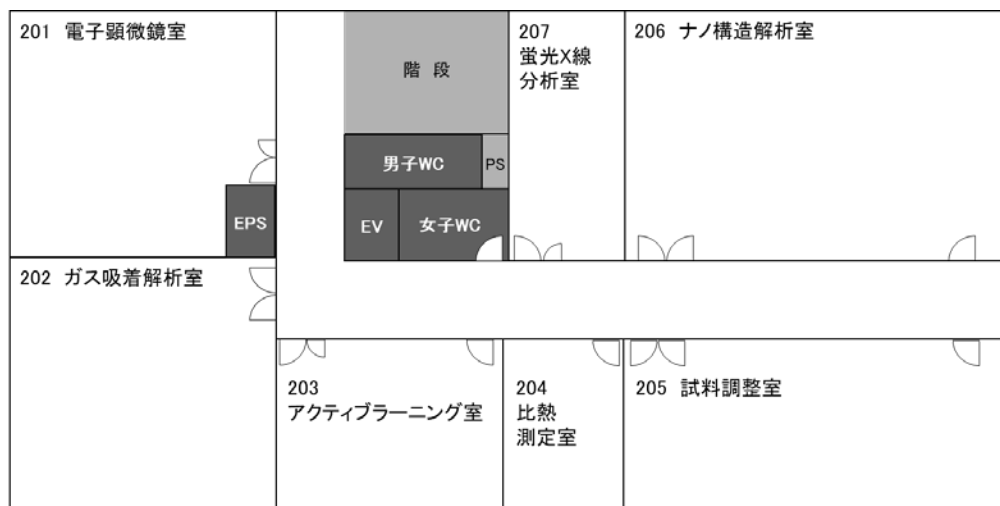 201 電子顕微鏡室
階 段
207
蛍光X線
分析室
206 ナノ構造解析室
男子WC
PS
EPS
EV
女子WC
202 ガス吸着解析室
203
アクティブラーニング室
204
比熱
測定室
205 試料調整室